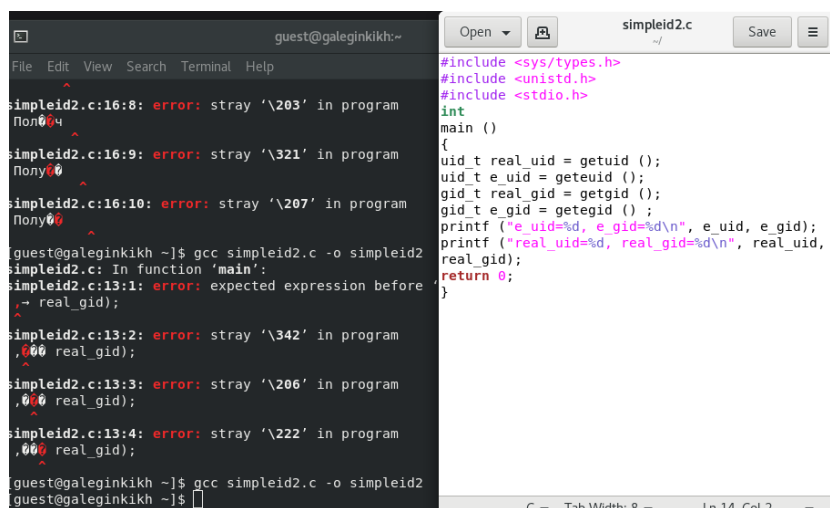 guest@galeginkikh:~
File Edit View Search Terminal Help
^
simpleid2.c:16:8: error: stray ‘\203’ in program
Пол��ч
^
simpleid2.c:16:9: error: stray ‘\321’ in program
Полу��
^
simpleid2.c:16:10: error: stray ‘\207’ in program
Полу��
^
[guest@galeginkikh ~]$ gcc simpleid2.c -o simpleid2
simpleid2.c: In function ‘main’:
simpleid2.c:13:1: error: expected expression before ‘
,→ real_gid);
^
simpleid2.c:13:2: error: stray ‘\342’ in program
,��� real_gid);
^
simpleid2.c:13:3: error: stray ‘\206’ in program
,��� real_gid);
^
simpleid2.c:13:4: error: stray ‘\222’ in program
,��� real_gid);
^
[guest@galeginkikh ~]$ gcc simpleid2.c -o simpleid2
[guest@galeginkikh ~]$
Open simpleid2.c Save
~/
#include <sys/types.h>
#include <unistd.h>
#include <stdio.h>
int
main ()
{
uid_t real_uid = getuid ();
uid_t e_uid = geteuid ();
gid_t real_gid = getgid ();
gid_t e_gid = getegid () ;
printf ("e_uid=%d, e_gid=%d\n", e_uid, e_gid);
printf ("real_uid=%d, real_gid=%d\n", real_uid,
real_gid);
return 0;
}
C Tab Width: 8 Ln 14, Col 2